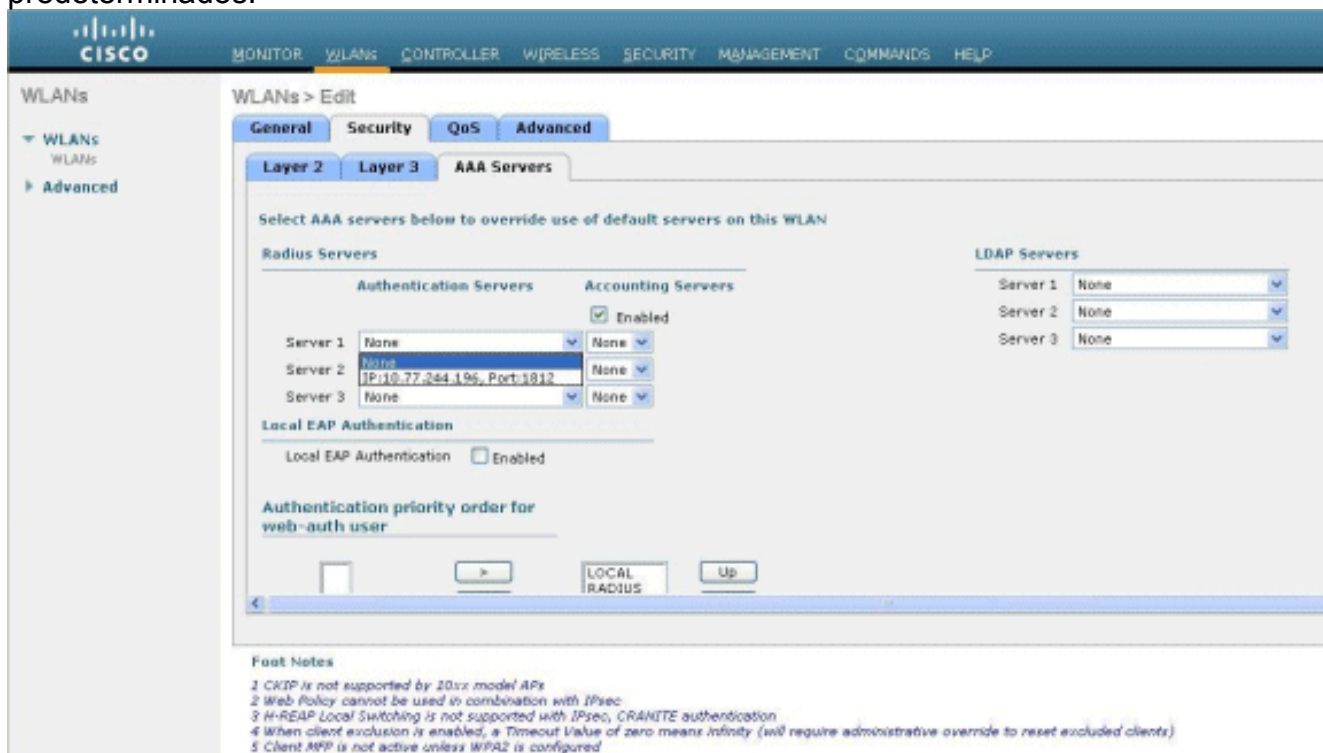 predeterminados.
CISCO
MONITOR WLANs CONTROLLER WIRELESS SECURITY MANAGEMENT COMMANDS HELP
WLANs
WLANs
WLANs
Advanced
WLANs > Edit
General Security QoS Advanced
Layer 2 Layer 3 AAA Servers
Select AAA servers below to override use of default servers on this WLAN
Radius Servers
LDAP Servers
Authentication Servers Accounting Servers
Enabled
Server 1 None None
None
IP:10.77.244.196, Port:1812
Server 2 None
Server 3 None None
Server 1 None
Server 2 None
Server 3 None
Local EAP Authentication
Local EAP Authentication Enabled
Authentication priority order for
web-auth user
>
LOCAL
RADIUS
Up
Foot Notes
1 CKIP is not supported by 10xx model APs
2 Web Policy cannot be used in combination with IPsec
3 H-REAP Local Switching is not supported with IPsec, CRANITE authentication
4 When client exclusion is enabled, a Timeout Value of zero means infinity (will require administrative override to reset excluded clients)
5 Client MFP is not active unless WPA2 is configured